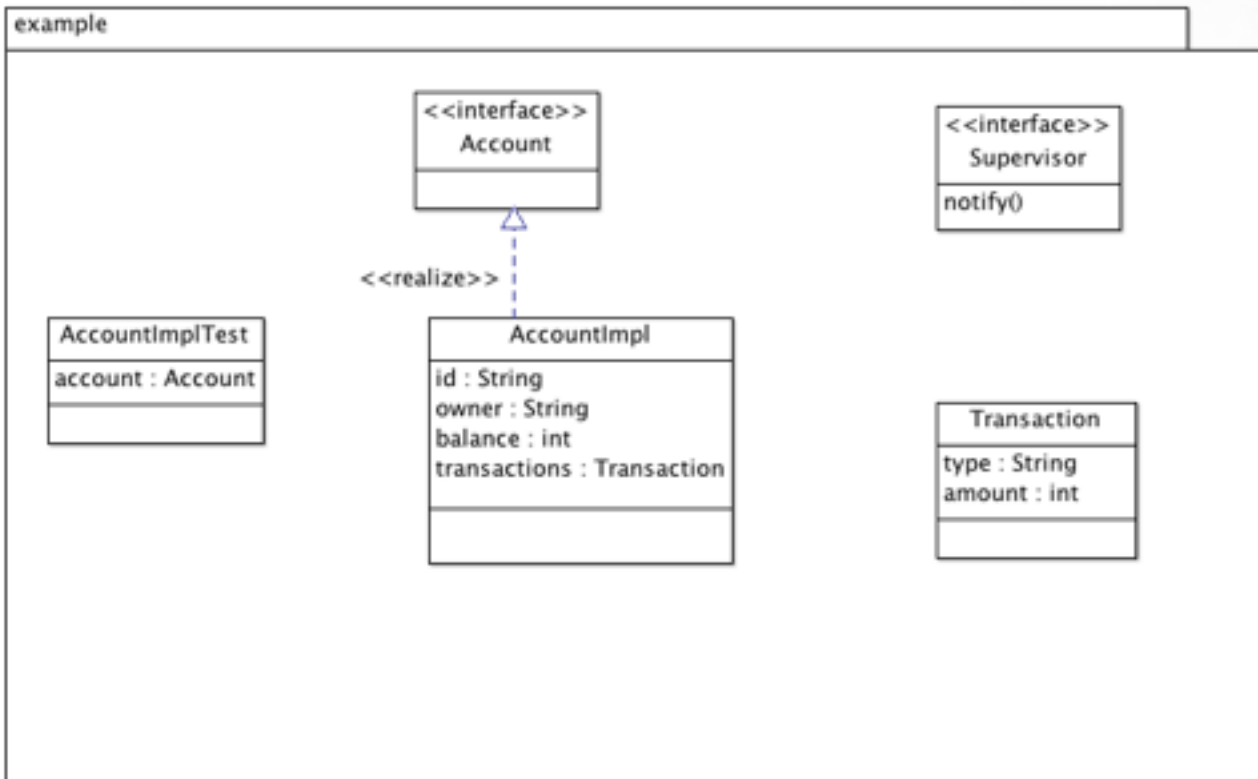 example
<<interface>>
Account
<<interface>>
Supervisor
notify()
<<realize>>
AccountImplTest
account : Account
AccountImpl
id : String
owner : String
balance : int
transactions : Transaction
Transaction
type : String
amount : int